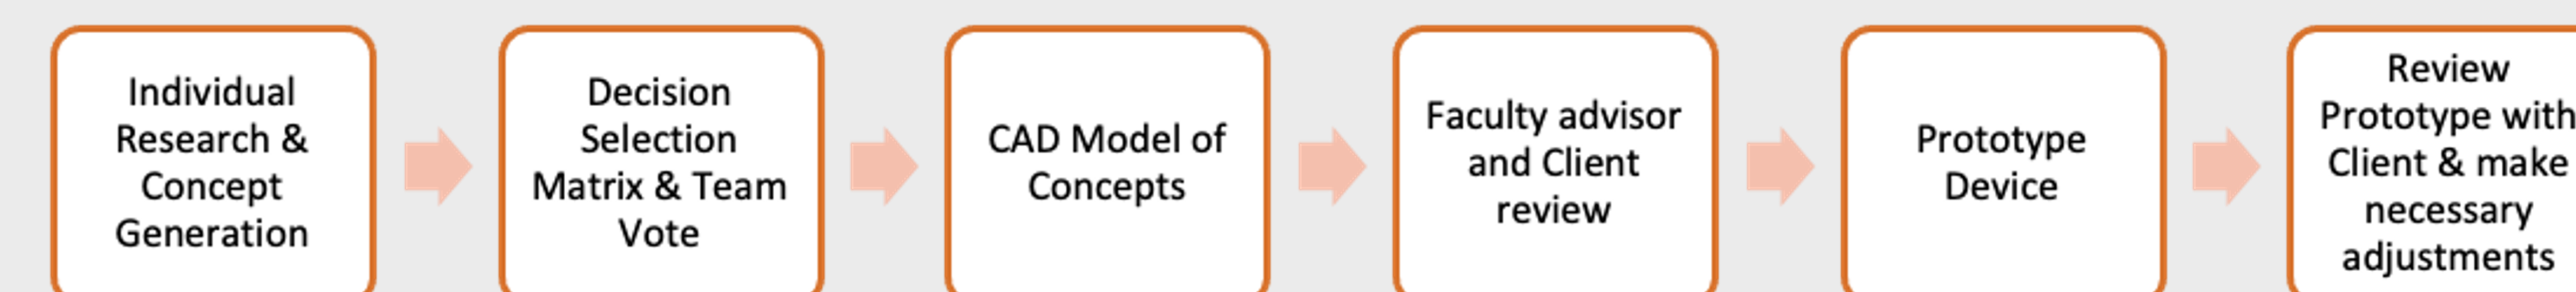 Individual
Research &
Concept
Generation
Decision
Selection
Matrix & Team
Vote
CAD Model of
Concepts
Faculty advisor
and Client
review
Prototype
Device
Review
Prototype with
Client & make
necessary
adjustments